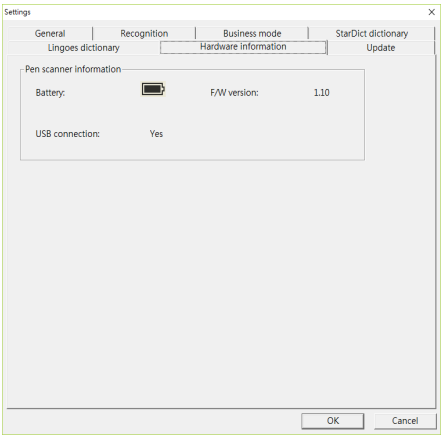 Settings
General Recognition Business mode StarDict dictionary
Lingoes dictionary Hardware information Update
Pen scanner information
Battery: F/W version: 1.10
USB connection: Yes
OK Cancel